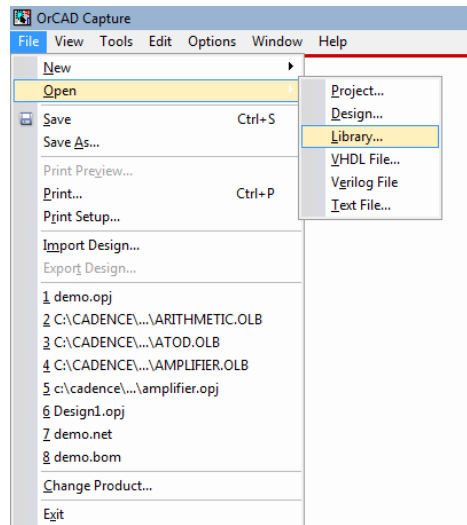 OrCAD Capture
File View Tools Edit Options Window Help
New
Open
Project...
Design...
Library...
VHDL File...
Verilog File
Text File...
Save Ctrl+S
Save As...
Print Preview...
Print... Ctrl+P
Print Setup...
Import Design...
Export Design...
1 demo.opj
2 C:\CADENCE\...\ARITHMETIC.OLB
3 C:\CADENCE\...\ATOD.OLB
4 C:\CADENCE\...\AMPLIFIER.OLB
5 c:\cadence\...\amplifier.opj
6 Design1.opj
7 demo.net
8 demo.bom
Change Product...
Exit